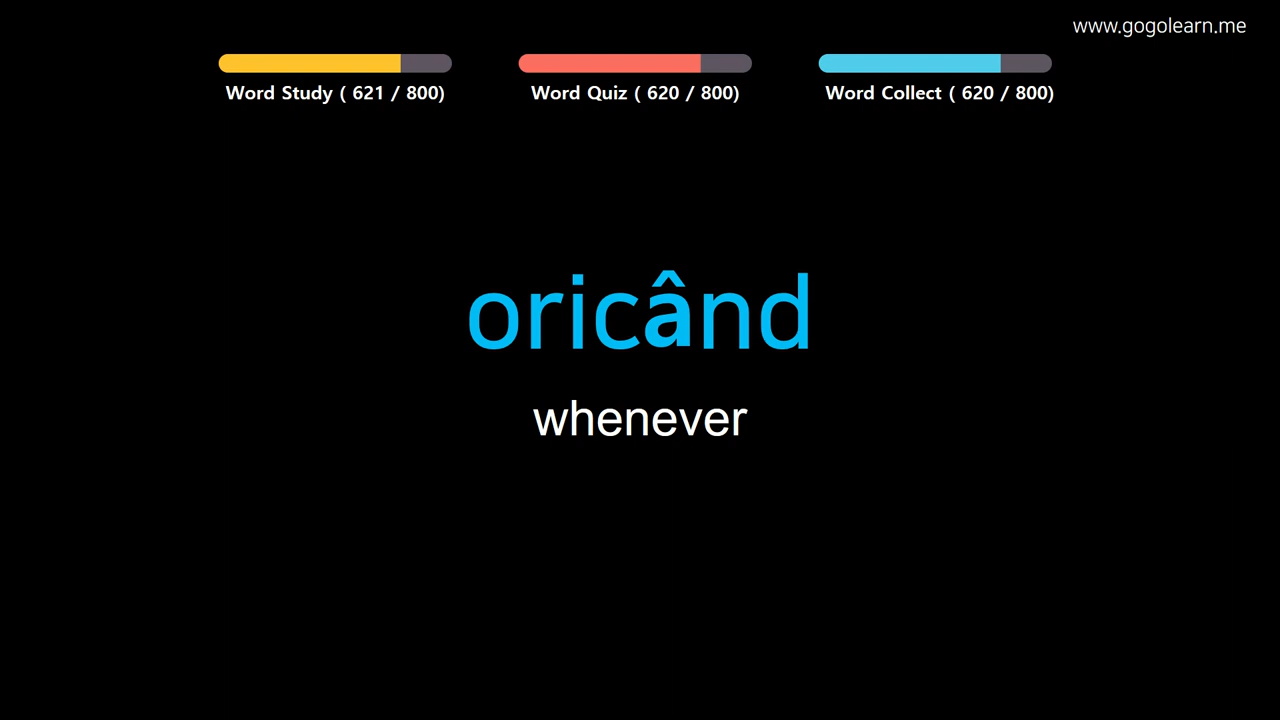 www.gogolearn.me
Word Study ( 621 / 800)
Word Quiz ( 620 / 800)
Word Collect ( 620 / 800)
oricând
whenever